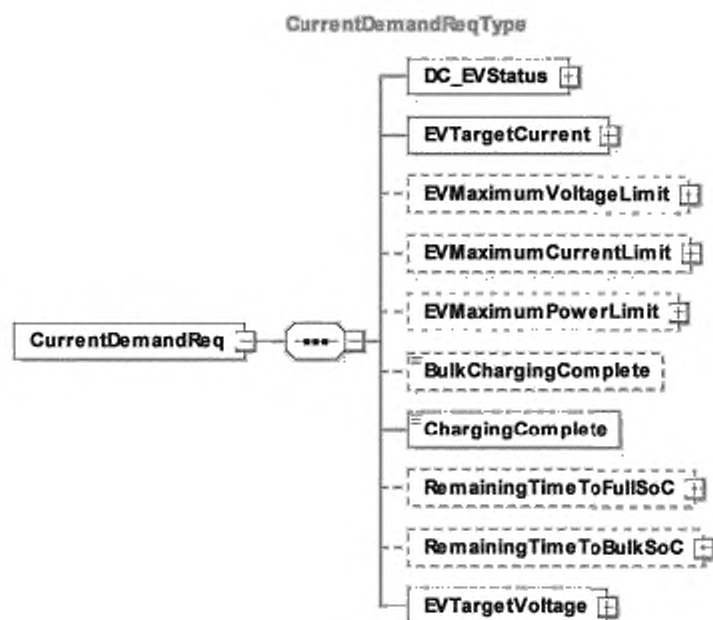 CurrentDemandReqType
DC_EVStatus
EVTargetCurrent
EVMaximumVoltageLimit
EVMaximumCurrentLimit
EVMaximumPowerLimit
CurrentDemandReq
BulkChargingComplete
ChargingComplete
RemainingTimeToFullSoC
RemainingTimeToBulkSoC
EVTargetVoltage